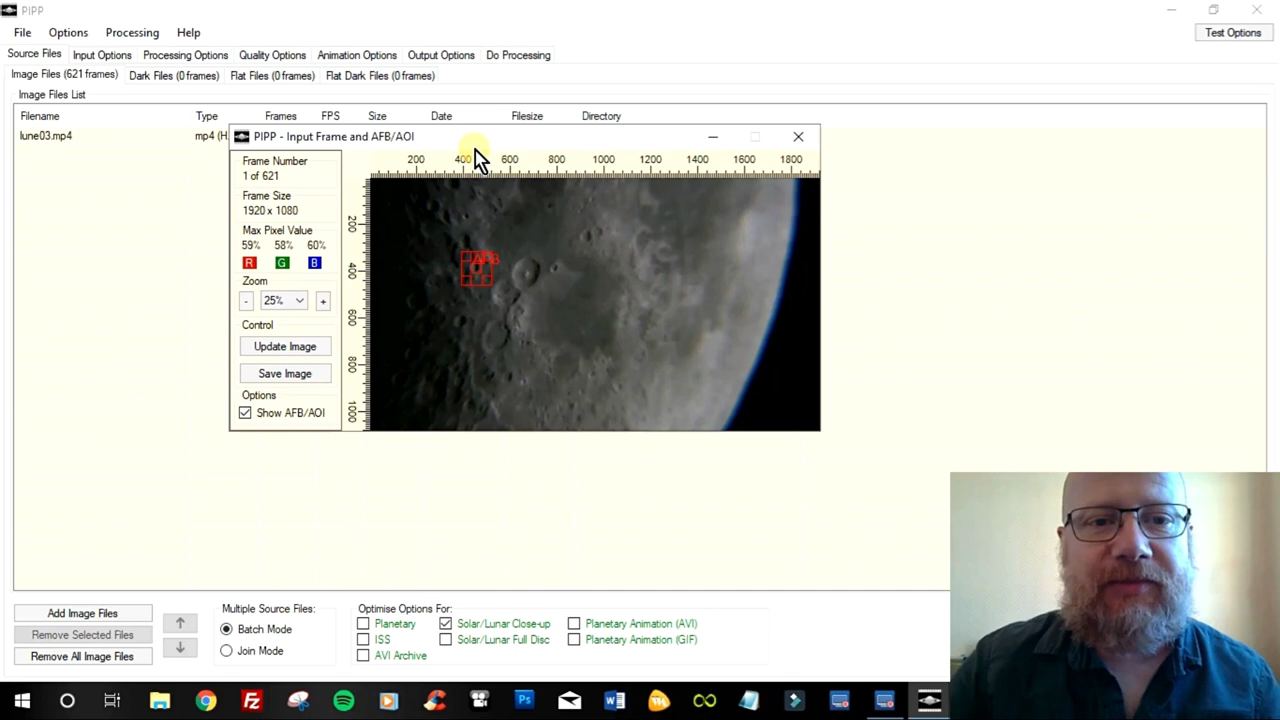 PIPP
File Options Processing Help
Test Options
Source Files Input Options Processing Options Quality Options Animation Options Output Options Do Processing
Image Files (621 frames) Dark Files (0 frames) Flat Files (0 frames) Flat Dark Files (0 frames)
Image Files List
Filename Type Frames FPS Size Date Filesize Directory
lune03.mp4 mp4 (H.
PIPP - Input Frame and AFB/AOI
Frame Number
1 of 621
Frame Size
1920 x 1080
Max Pixel Value
59% 58% 60%
R G B
Zoom
- 25% +
Control
Update Image
Save Image
Options
Show AFB/AOI
200 400 600 800 1000 1200 1400 1600 1800
200
400
600
800
1000
AFB
Add Image Files
Remove Selected Files
Remove All Image Files
Multiple Source Files:
Batch Mode
Join Mode
Optimise Options For:
Planetary Solar/Lunar Close-up Planetary Animation (AVI)
ISS Solar/Lunar Full Disc Planetary Animation (GIF)
AVI Archive
Ps
W